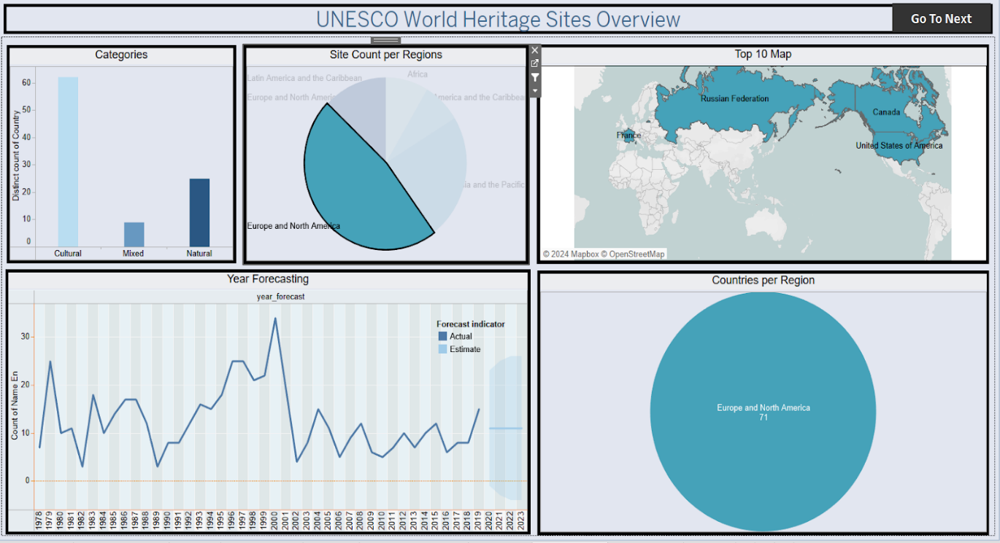 UNESCO World Heritage Sites Overview
Go To Next
Categories
Distinct count of Country
60
50
40
30
20
10
0
Cultural
Mixed
Natural
Site Count per Regions
Latin America and the Caribbean
Africa
Europe and North America
America and the Caribbean
and the Pacific
Europe and North America
Top 10 Map
Russian Federation
Canada
France
United States of America
© 2024 Mapbox © OpenStreetMap
Year Forecasting
year_forecast
Forecast indicator
Actual
Estimate
Count of Name En
30
20
10
0
1978
1979
1980
1981
1982
1983
1984
1985
1986
1987
1988
1989
1990
1991
1992
1993
1994
1995
1996
1997
1998
1999
2000
2001
2002
2003
2004
2005
2006
2007
2008
2009
2010
2011
2012
2013
2014
2015
2016
2017
2018
2019
2020
2021
2022
2023
Countries per Region
Europe and North America
71